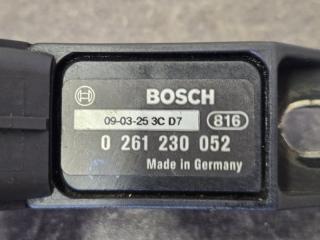 BOSCH
09-03-25 3C D7 816
0 261 230 052
Made in Germany